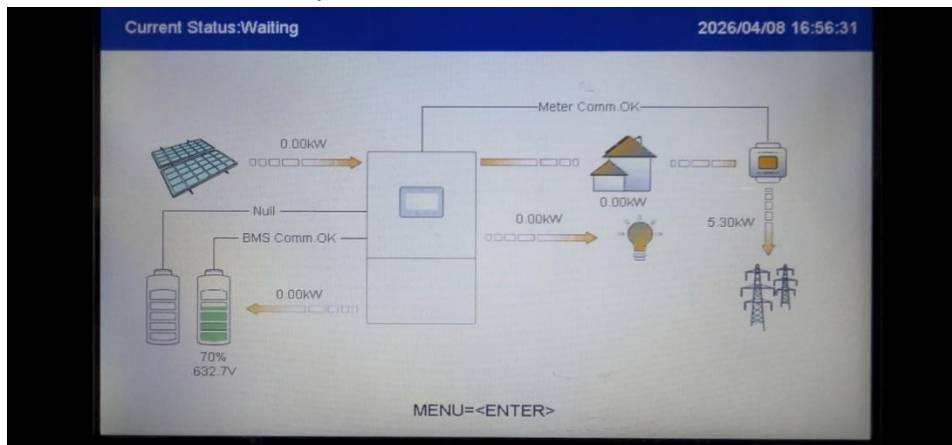 Current Status:Waiting
2026/04/08 16:56:31
Meter Comm.OK
0.00kW
0.00kW
Null
0.00kW
5.30kW
BMS Comm.OK
0.00kW
70%
632.7V
MENU=<ENTER>